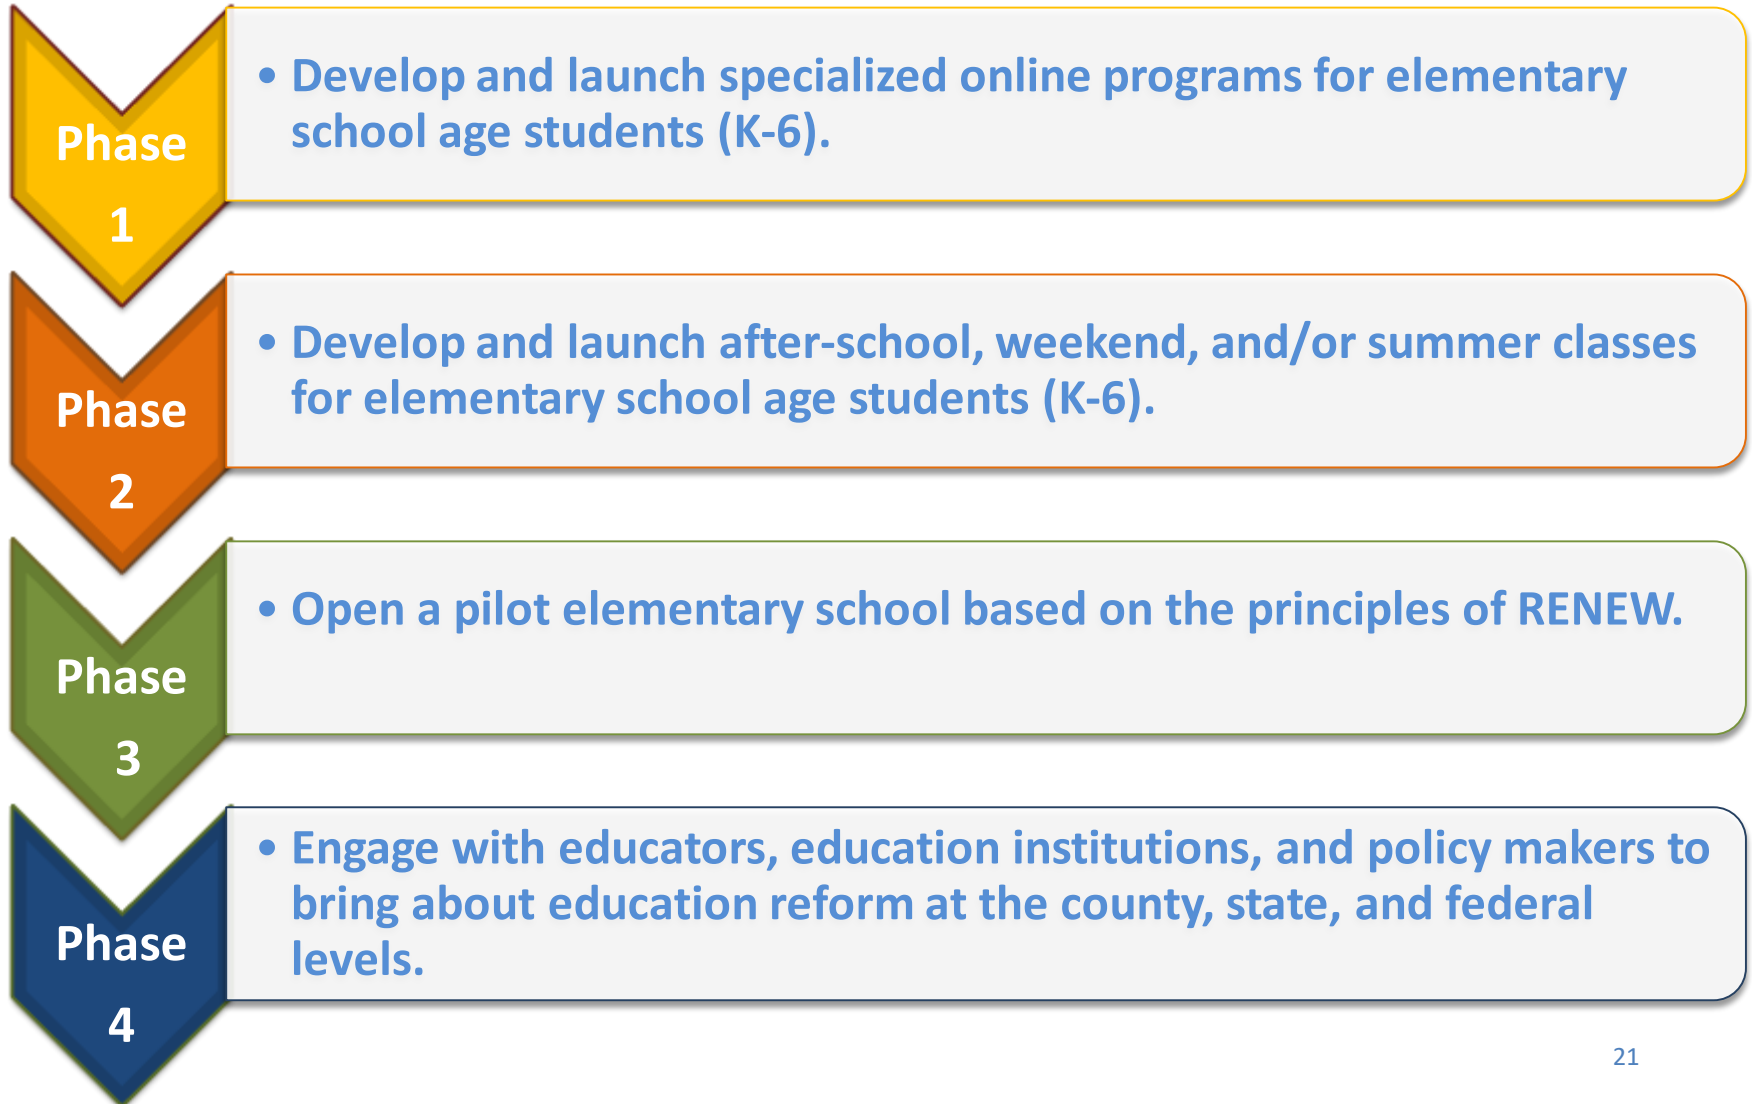 Phase
1
• Develop and launch specialized online programs for elementary
school age students (K-6).
Phase
2
• Develop and launch after-school, weekend, and/or summer classes
for elementary school age students (K-6).
Phase
3
• Open a pilot elementary school based on the principles of RENEW.
Phase
4
• Engage with educators, education institutions, and policy makers to
bring about education reform at the county, state, and federal
levels.
21